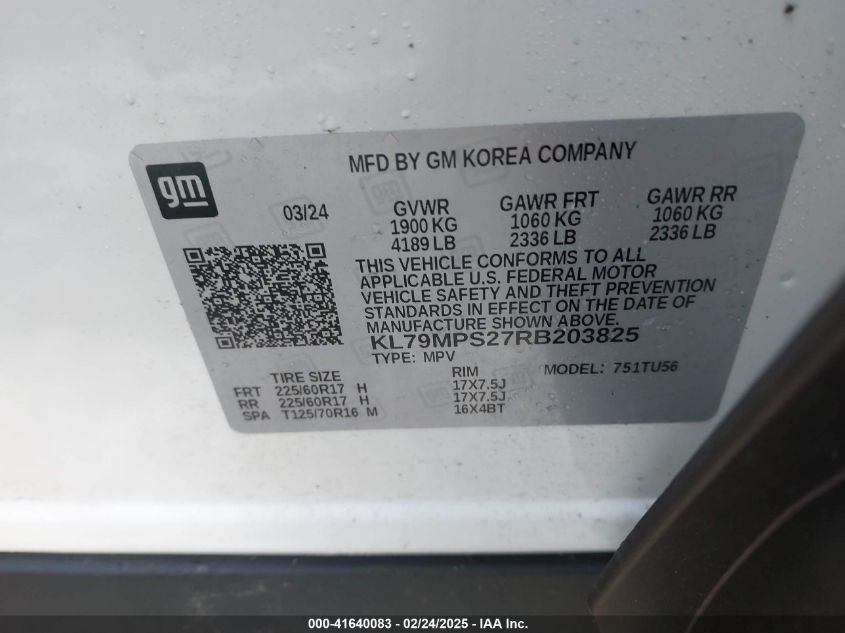 gm
MFD BY GM KOREA COMPANY
03/24
GVWR
1900 KG
4189 LB
GAWR FRT
1060 KG
2336 LB
GAWR RR
1060 KG
2336 LB
THIS VEHICLE CONFORMS TO ALL
APPLICABLE U.S. FEDERAL MOTOR
VEHICLE SAFETY AND THEFT PREVENTION
STANDARDS IN EFFECT ON THE DATE OF
MANUFACTURE SHOWN ABOVE.
KL79MPS27RB203825
TYPE: MPV
MODEL: 751TU56
TIRE SIZE RIM
FRT 225/60R17 H 17X7.5J
RR 225/60R17 H 17X7.5J
SPA T125/70R16 M 16X4BT
000-41640083 - 02/24/2025 - IAA Inc.